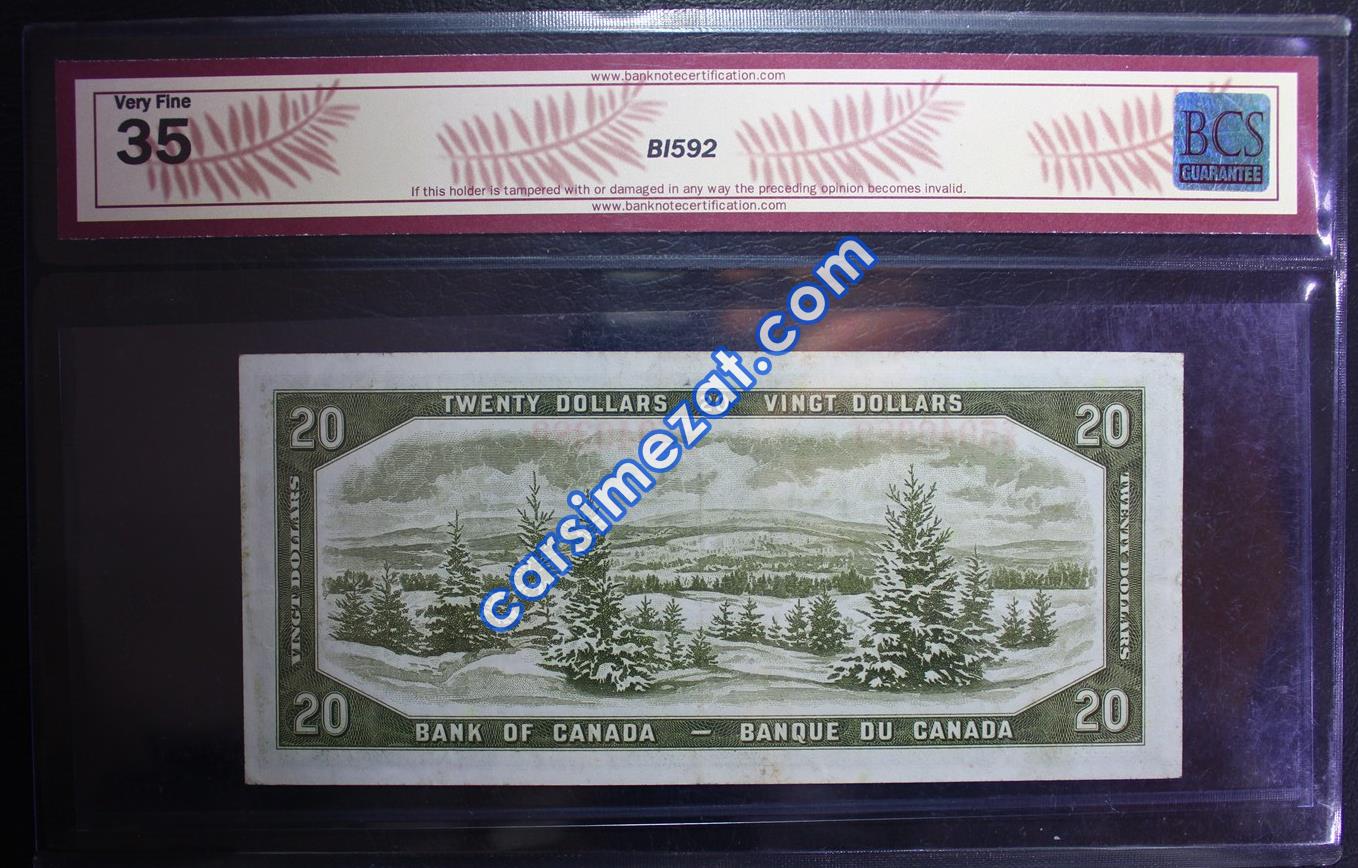 www.banknotecertification.com
Very Fine
35
BI592
BCS
GUARANTEE
If this holder is tampered with or damaged in any way the preceding opinion becomes invalid.
www.banknotecertification.com
carsimezat.com
TWENTY DOLLARS
VINGT DOLLARS
20
20
VINGT DOLLARS
TWENTY DOLLARS
20
20
BANK OF CANADA — BANQUE DU CANADA